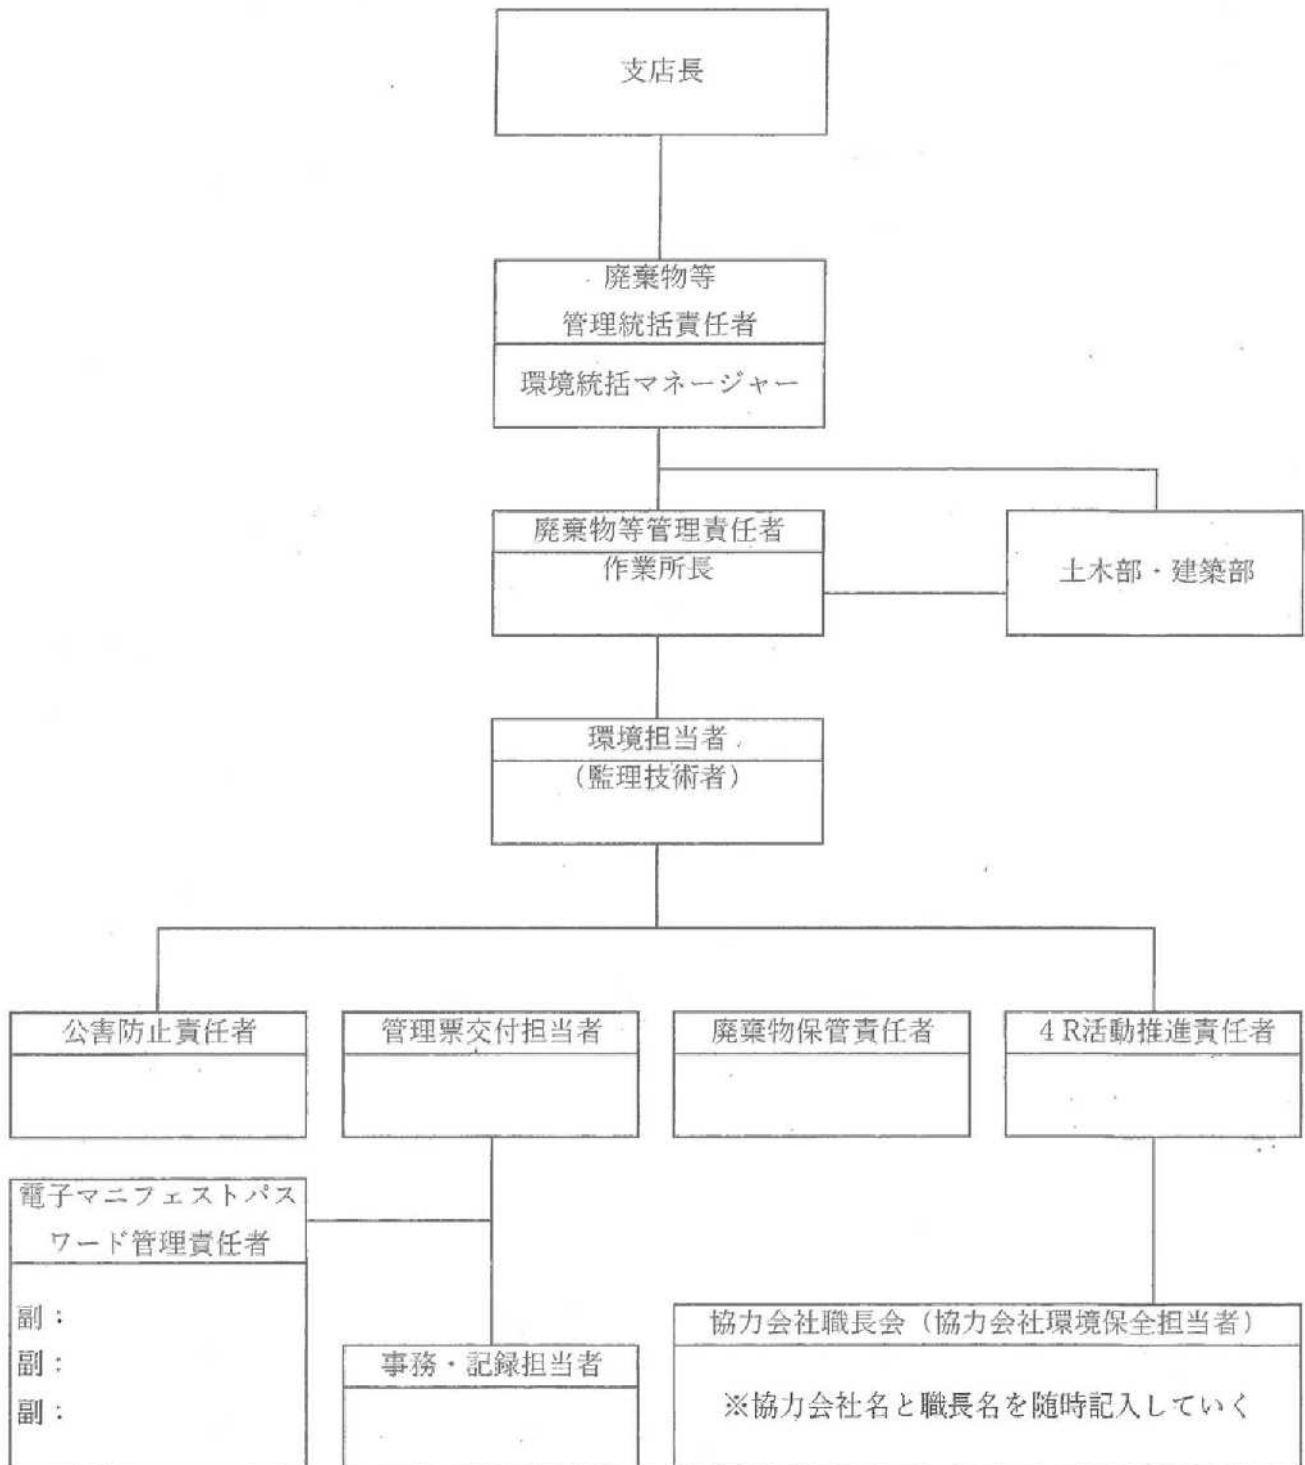 支店長
廃棄物等
管理統括責任者
環境統括マネージャー
廃棄物等管理責任者
作業所長
土木部・建築部
環境担当者
(監理技術者)
公害防止責任者
管理票交付担当者
廃棄物保管責任者
4R活動推進責任者
電子マニフェストパス
ワード管理責任者
副:
副:
副:
事務・記録担当者
協力会社職長会(協力会社環境保全担当者)
※協力会社名と職長名を随時記入していく